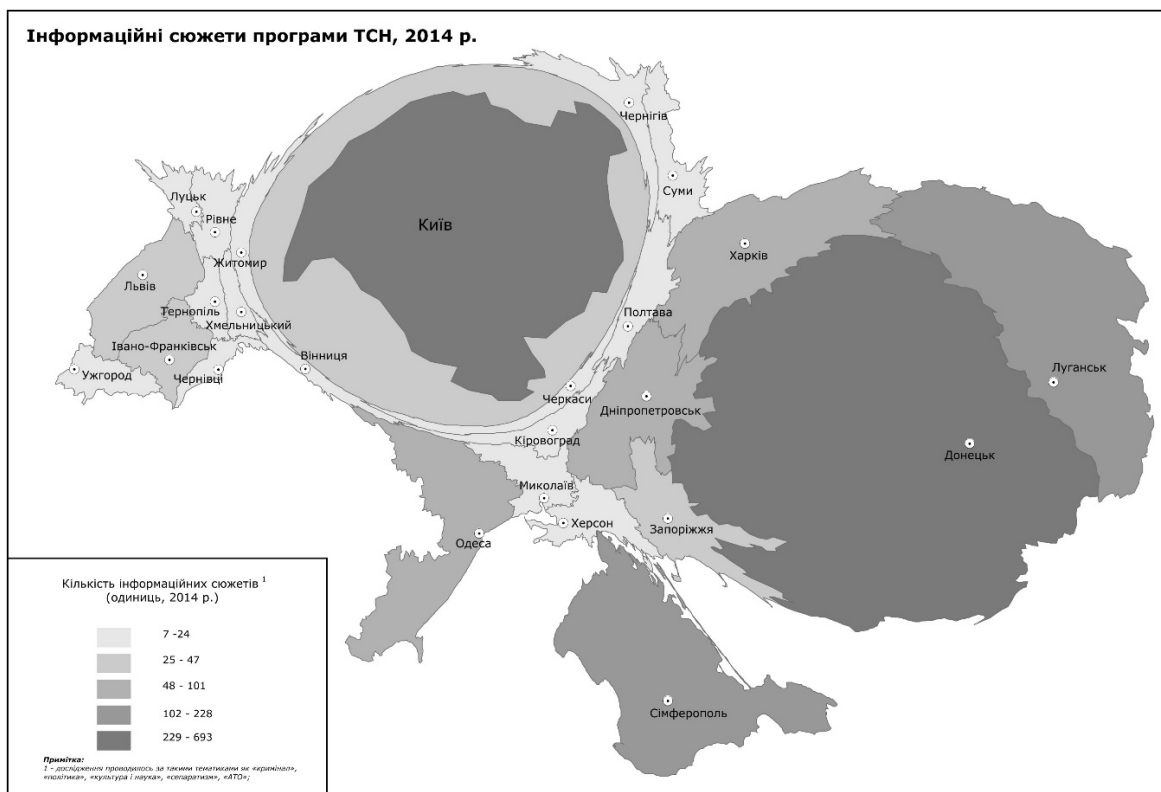 Інформаційні сюжети програми ТСН, 2014 р.
Чернігів
Суми
Луцьк
Рівне
Київ
Житомир
Харків
Львів
Тернопіль
Хмельницький
Полтава
Івано-Франківськ
Вінниця
Ужгород
Чернівці
Луганськ
Черкаси
Дніпропетровськ
Кіровоград
Донецьк
Миколаїв
Херсон
Запоріжжя
Одеса
Сімферополь
Кількість інформаційних сюжетів 1
(одиниць, 2014 р.)
7 -24
25 - 47
48 - 101
102 - 228
229 - 693
Примітка:
1 - дослідження проводилось за такими тематиками як «кримінал»,
«політика», «культура і наука», «сепаратизм», «АТО»;